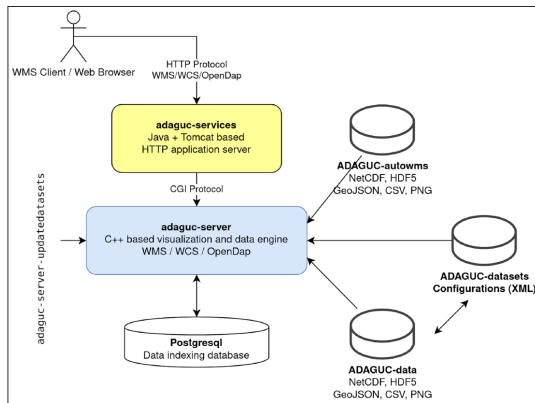 WMS Client / Web Browser
HTTP Protocol
WMS/WCS/OpenDap
adaguc-services
Java + Tomcat based
HTTP application server
CGI Protocol
adaguc-server
C++ based visualization and data engine
WMS / WCS / OpenDap
adaguc-server-updatedatasets
Postgresql
Data indexing database
ADAGUC-autowms
NetCDF, HDF5
GeoJSON, CSV, PNG
ADAGUC-datasets
Configurations (XML)
ADAGUC-data
NetCDF, HDF5
GeoJSON, CSV, PNG